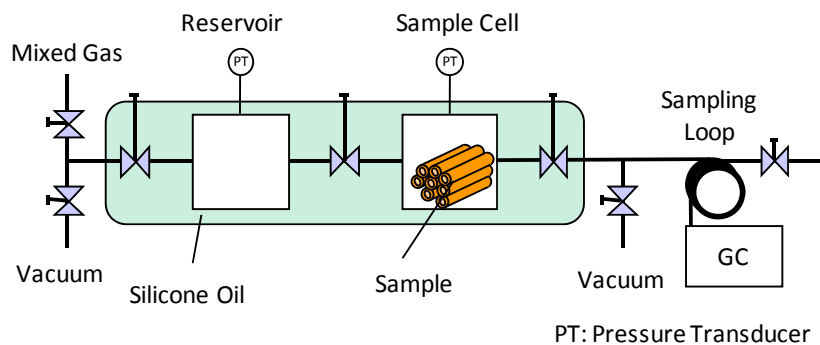 Reservoir
Sample Cell
Mixed Gas
PT
PT
Sampling
Loop
Vacuum
Silicone Oil
Sample
Vacuum
GC
PT: Pressure Transducer